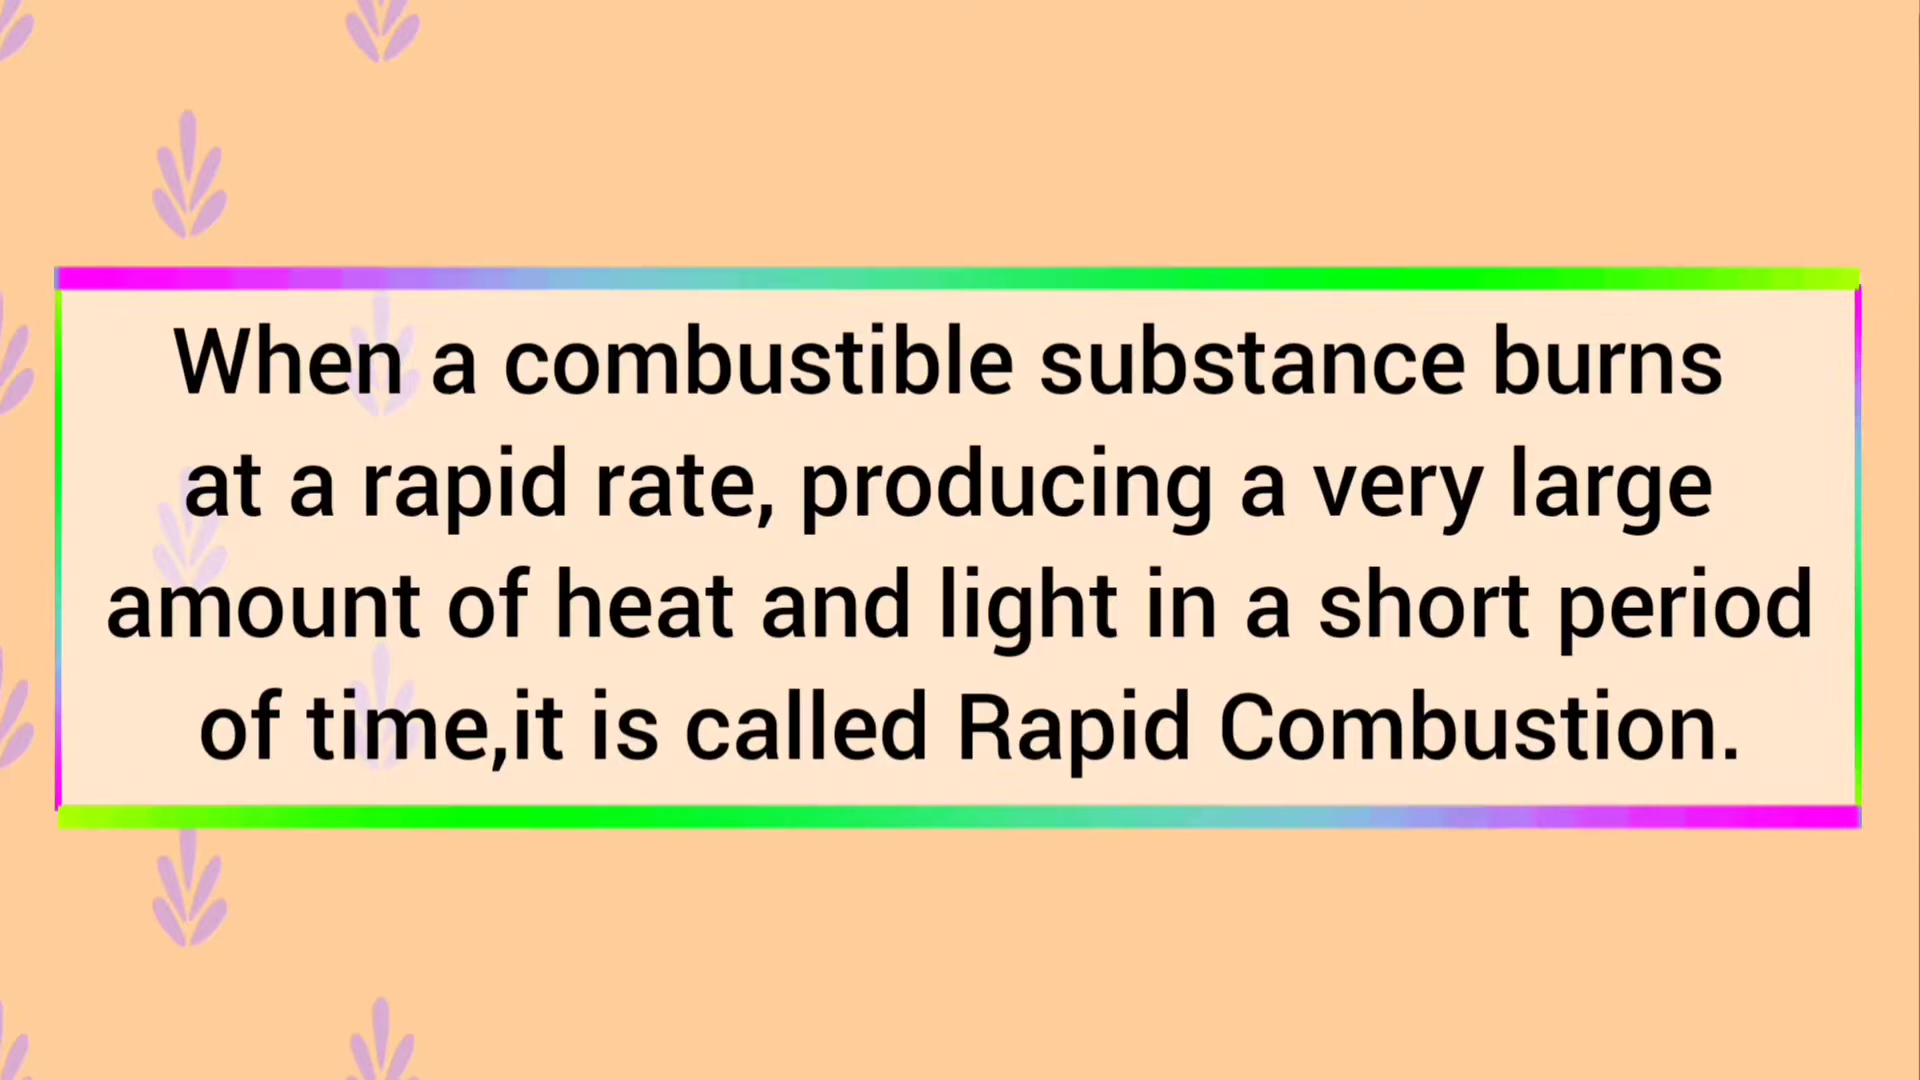 When a combustible substance burns
at a rapid rate, producing a very large
amount of heat and light in a short period
of time,it is called Rapid Combustion.